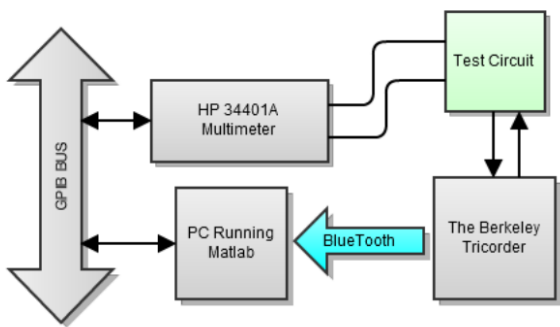 Test Circuit
HP 34401A
Multimeter
GPIB BUS
PC Running
Matlab
BlueTooth
The Berkeley
Tricorder